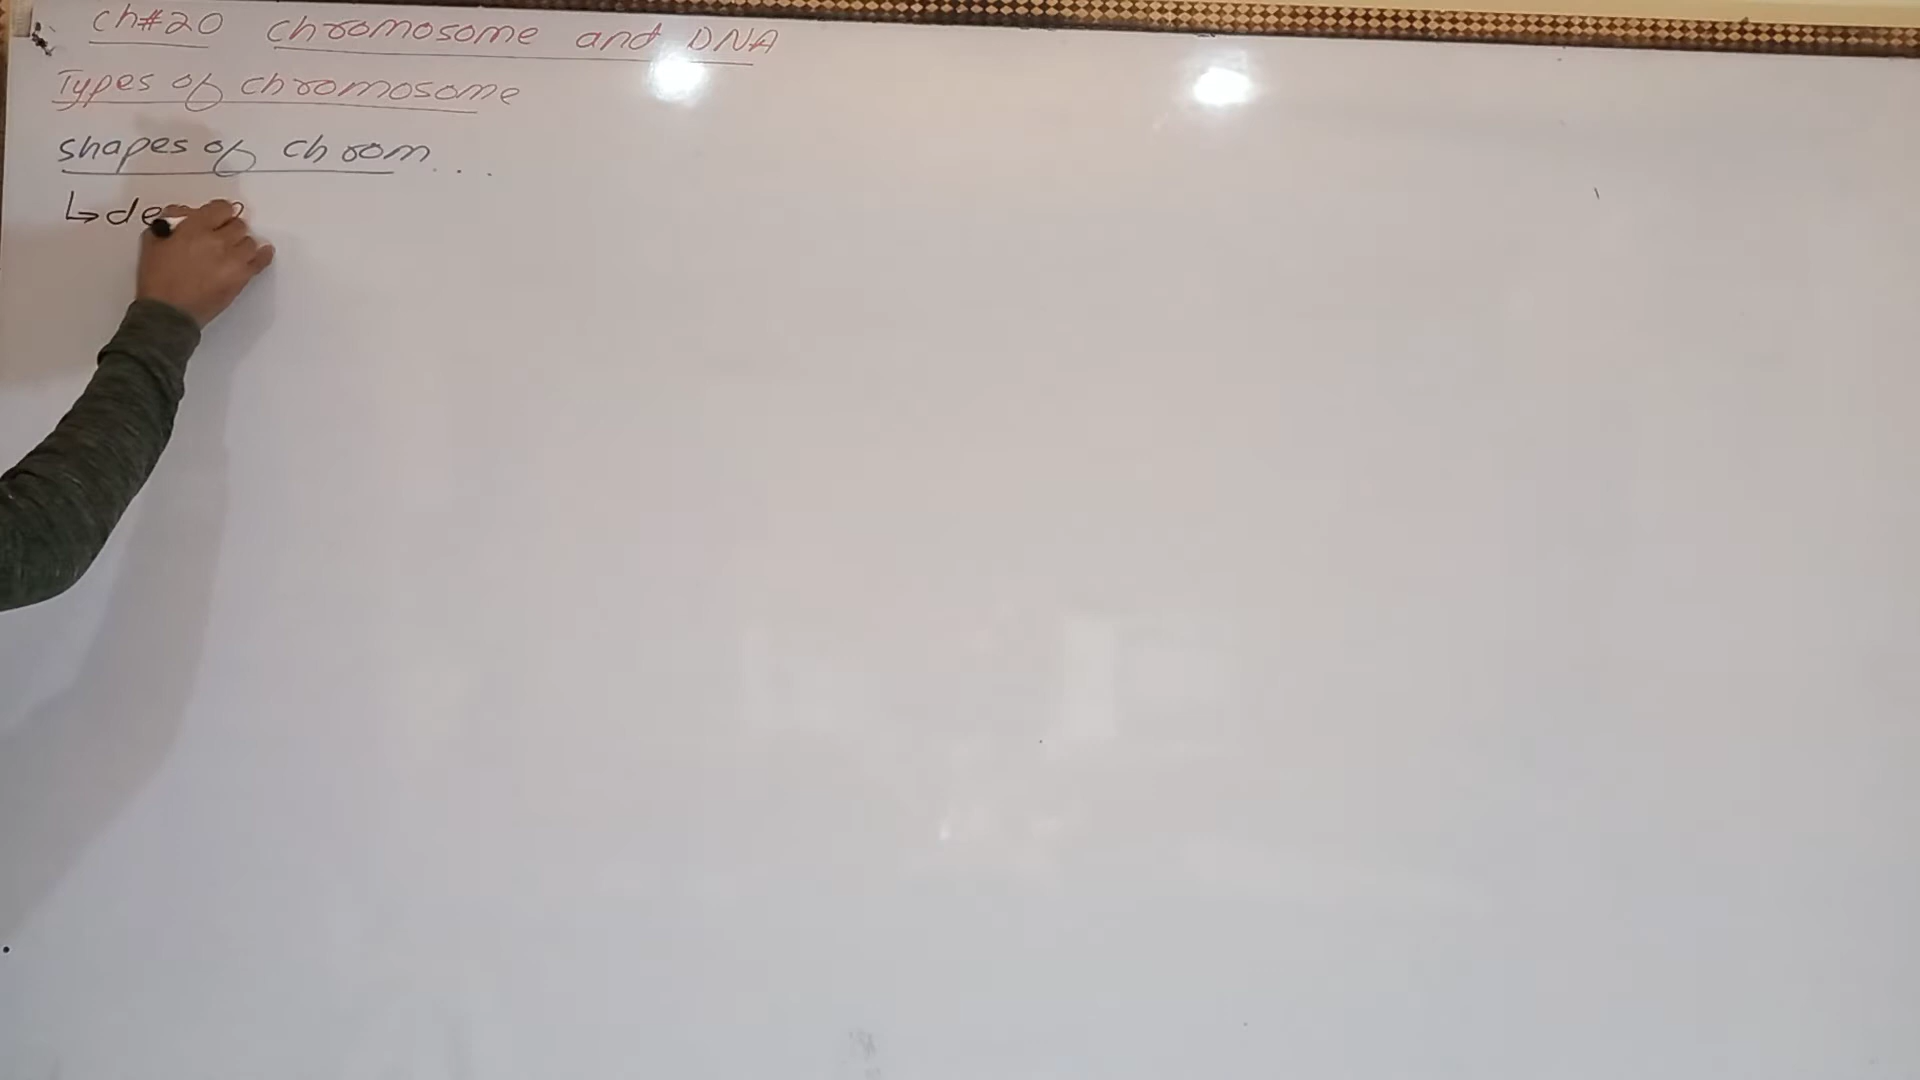 Ch#20 Chromosome and DNA
Types of chromosome
shapes of chrom....
↳